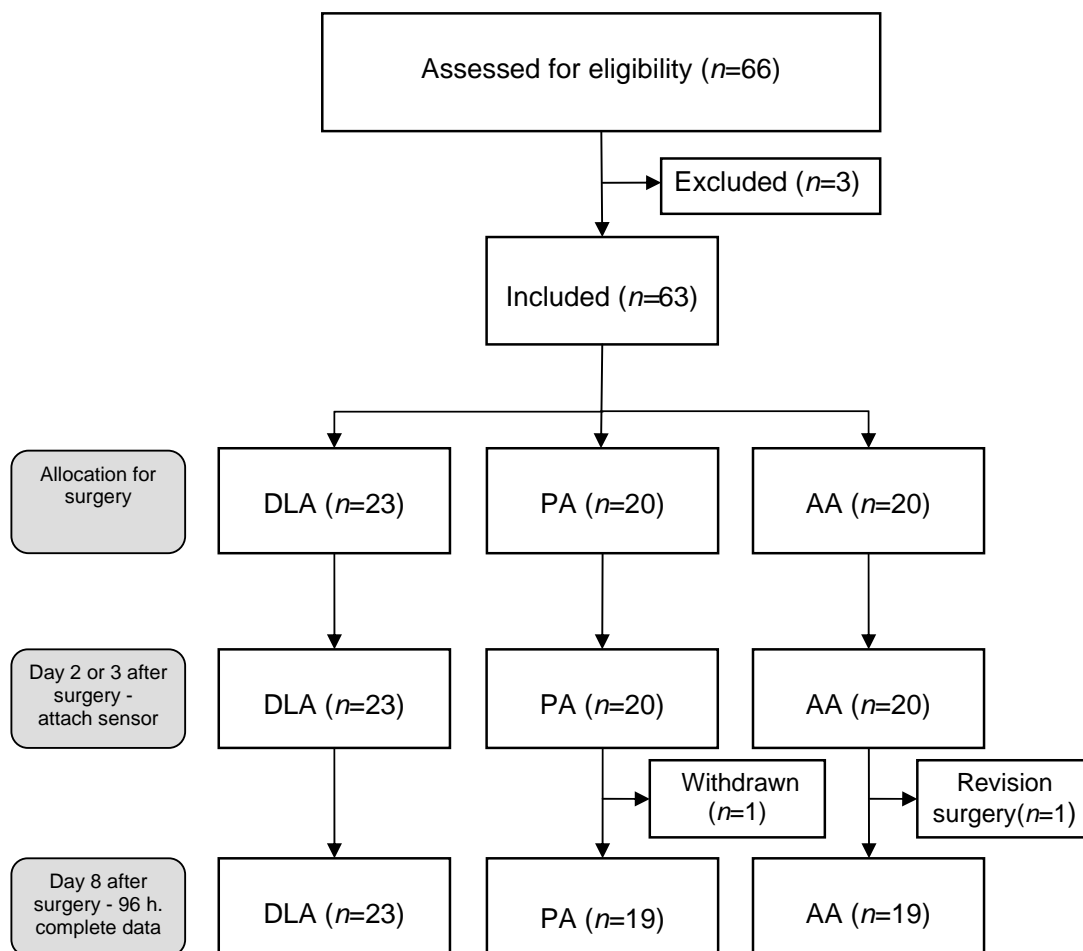 Assessed for eligibility (n=66)
Excluded (n=3)
Included (n=63)
Allocation for
surgery
DLA (n=23)
PA (n=20)
AA (n=20)
Day 2 or 3 after
surgery -
attach sensor
DLA (n=23)
PA (n=20)
AA (n=20)
Withdrawn
(n=1)
Revision
surgery(n=1)
Day 8 after
surgery - 96 h.
complete data
DLA (n=23)
PA (n=19)
AA (n=19)